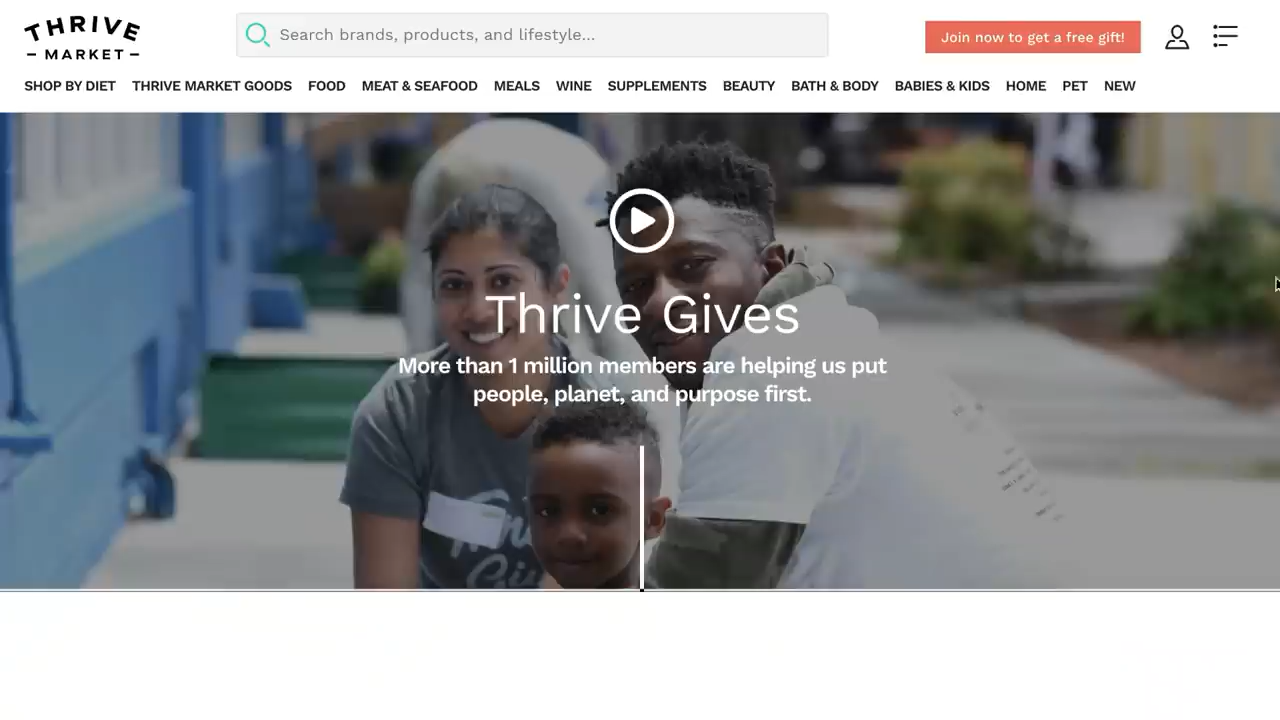 THRIVE
MARKET
Search brands, products, and lifestyle...
Join now to get a free gift!
SHOP BY DIET THRIVE MARKET GOODS FOOD MEAT & SEAFOOD MEALS WINE SUPPLEMENTS BEAUTY BATH & BODY BABIES & KIDS HOME PET NEW
Thrive Gives
More than 1 million members are helping us put
people, planet, and purpose first.